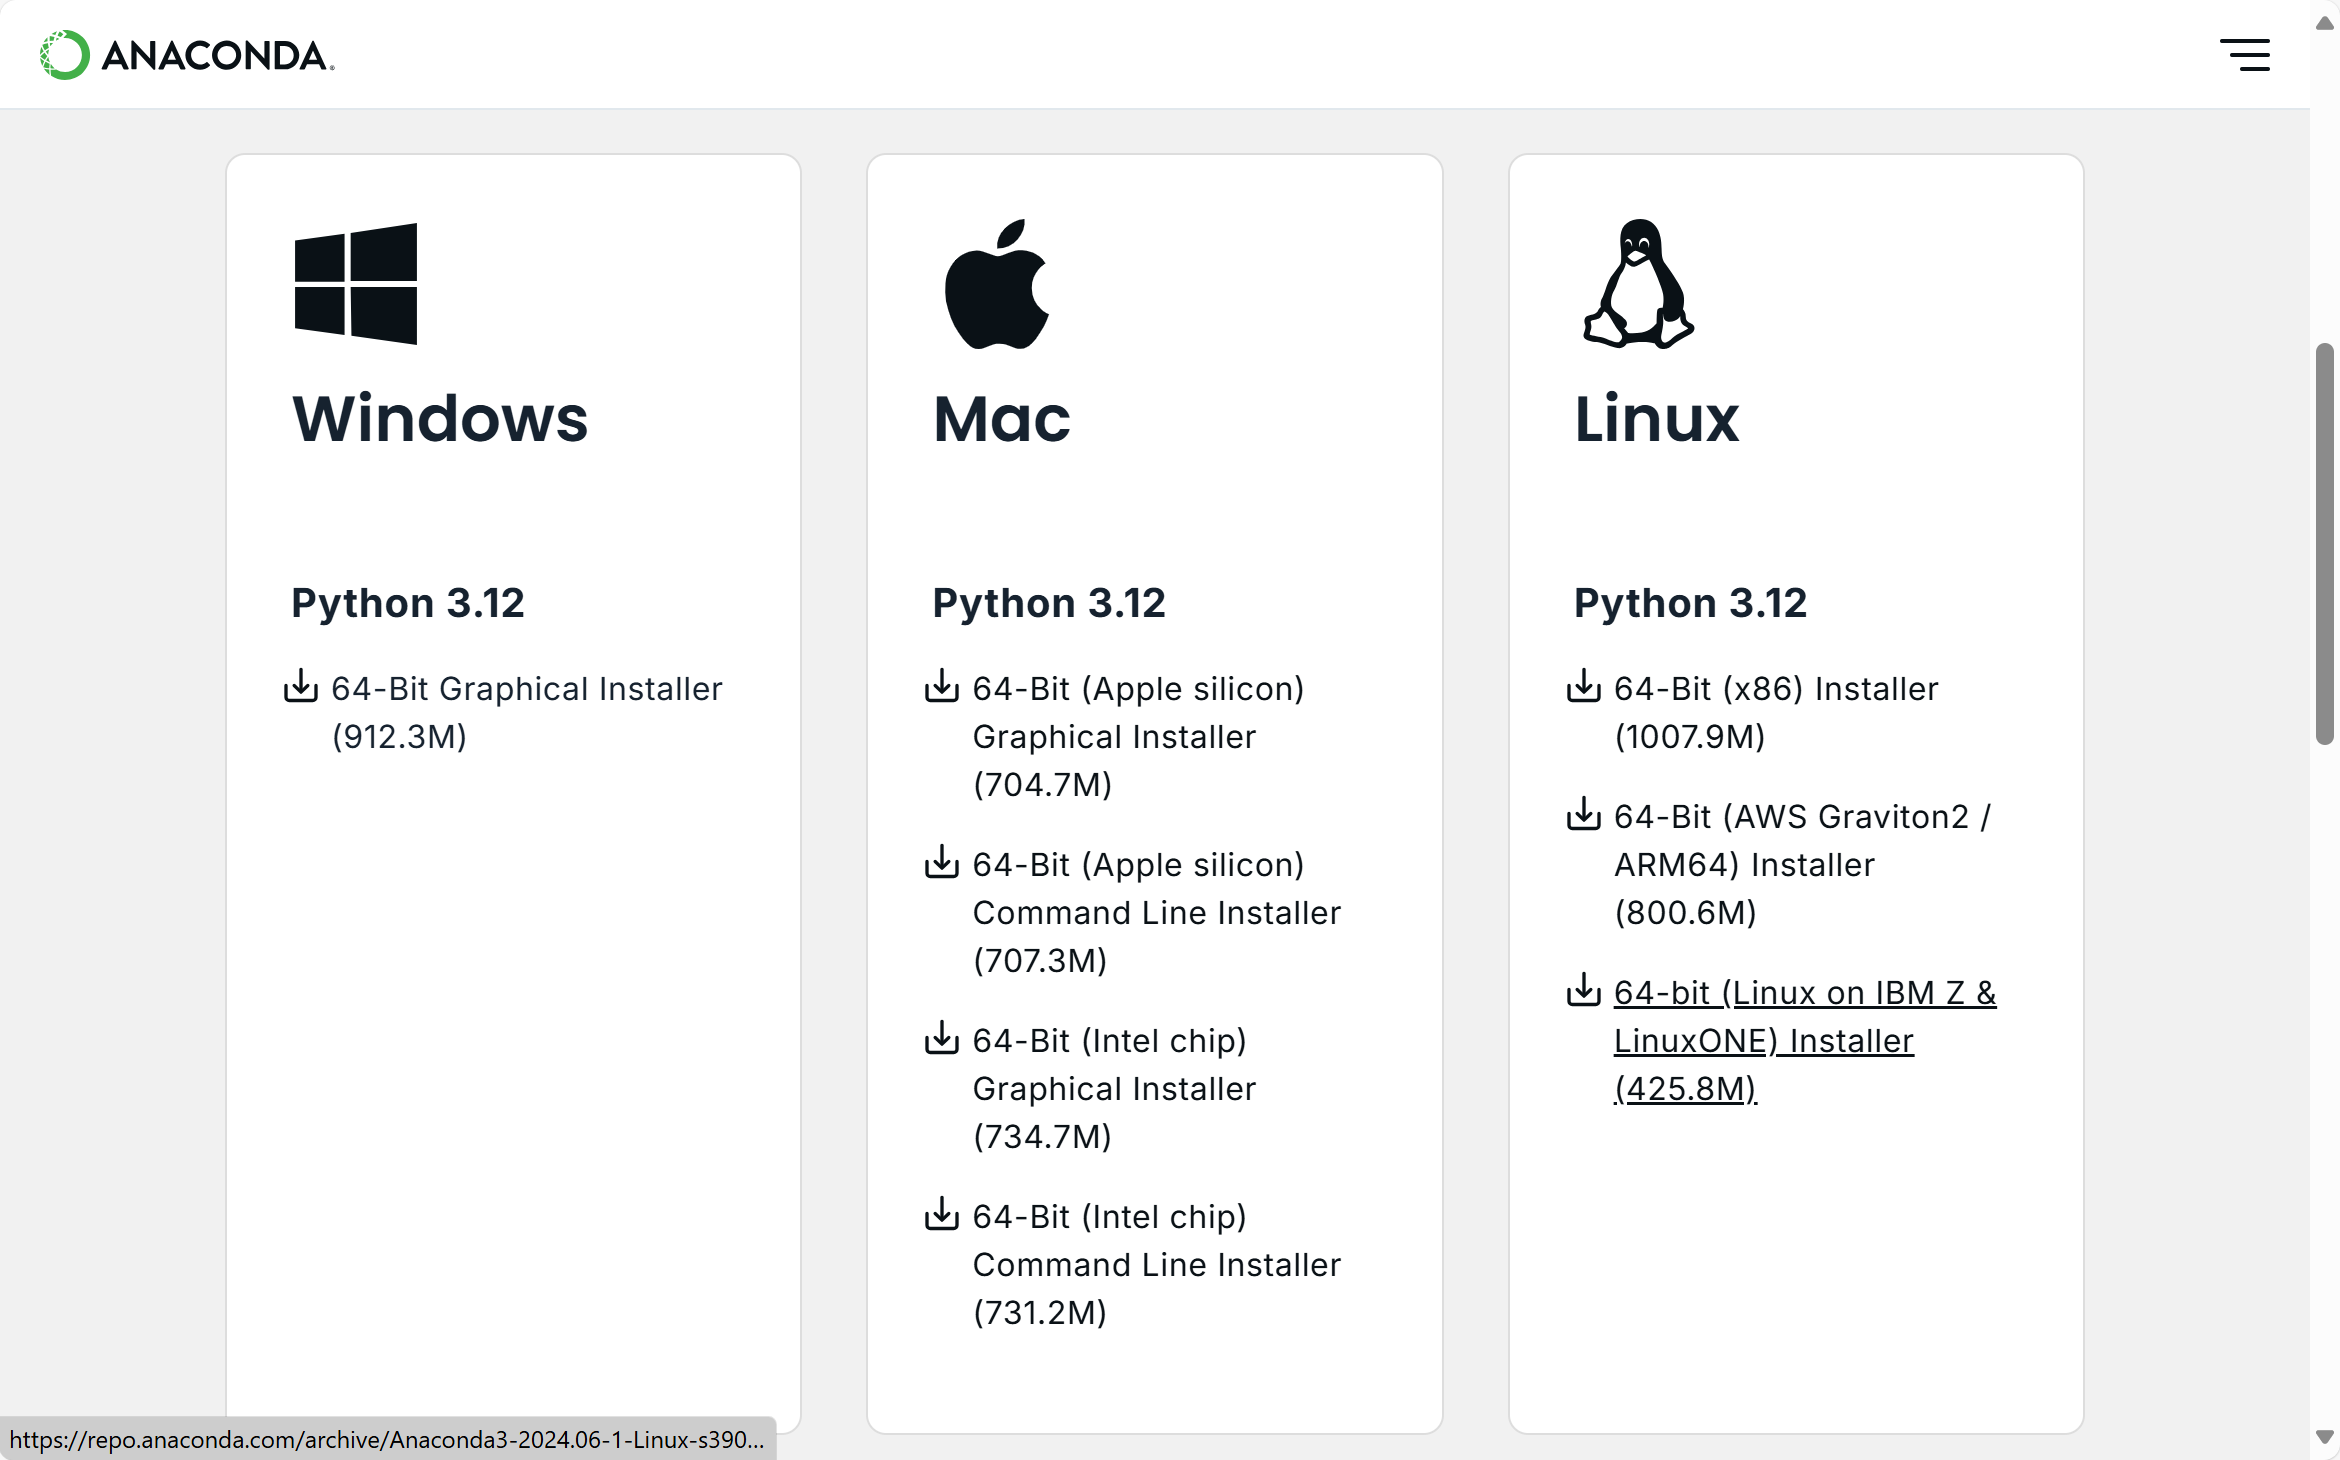 ANACONDA
Windows
Python 3.12
64-Bit Graphical Installer
(912.3M)
Mac
Python 3.12
64-Bit (Apple silicon)
Graphical Installer
(704.7M)
64-Bit (Apple silicon)
Command Line Installer
(707.3M)
64-Bit (Intel chip)
Graphical Installer
(734.7M)
64-Bit (Intel chip)
Command Line Installer
(731.2M)
Linux
Python 3.12
64-Bit (x86) Installer
(1007.9M)
64-Bit (AWS Graviton2 /
ARM64) Installer
(800.6M)
64-bit (Linux on IBM Z &
LinuxONE) Installer
(425.8M)
https://repo.anaconda.com/archive/Anaconda3-2024.06-1-Linux-s390...